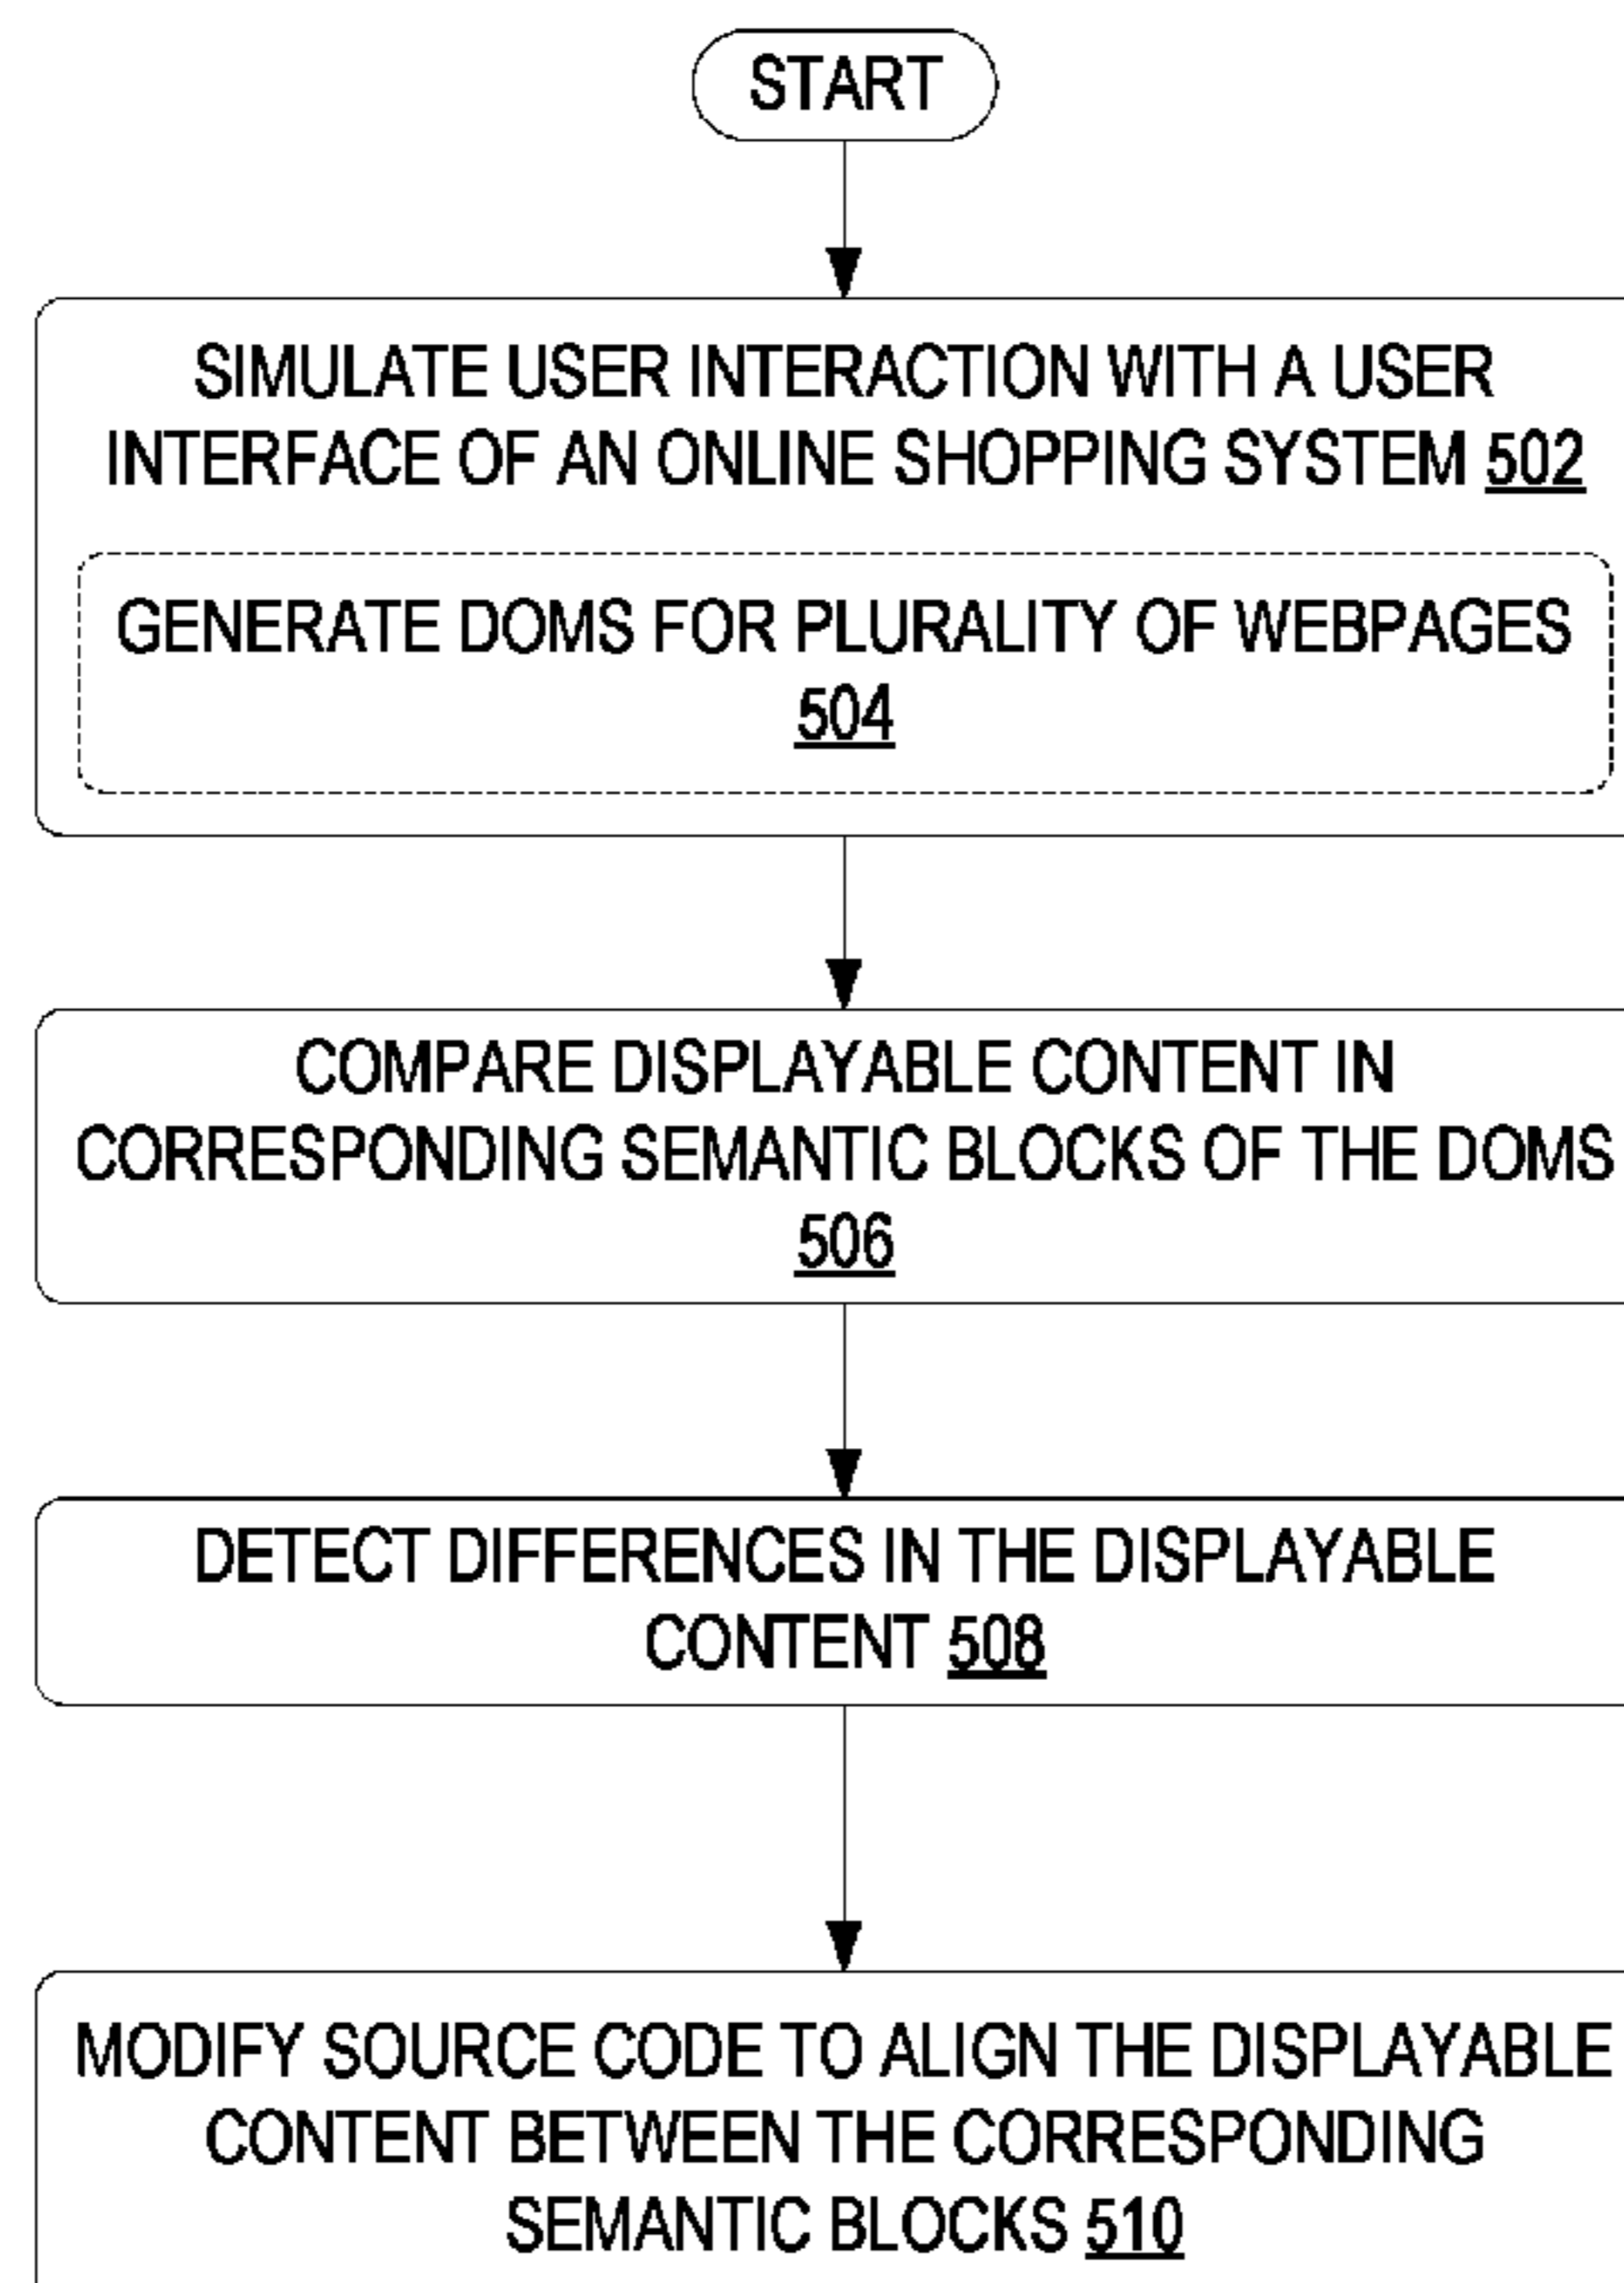 START
SIMULATE USER INTERACTION WITH A USER
INTERFACE OF AN ONLINE SHOPPING SYSTEM 502
GENERATE DOMS FOR PLURALITY OF WEBPAGES
504
COMPARE DISPLAYABLE CONTENT IN
CORRESPONDING SEMANTIC BLOCKS OF THE DOMS
506
DETECT DIFFERENCES IN THE DISPLAYABLE
CONTENT 508
MODIFY SOURCE CODE TO ALIGN THE DISPLAYABLE
CONTENT BETWEEN THE CORRESPONDING
SEMANTIC BLOCKS 510